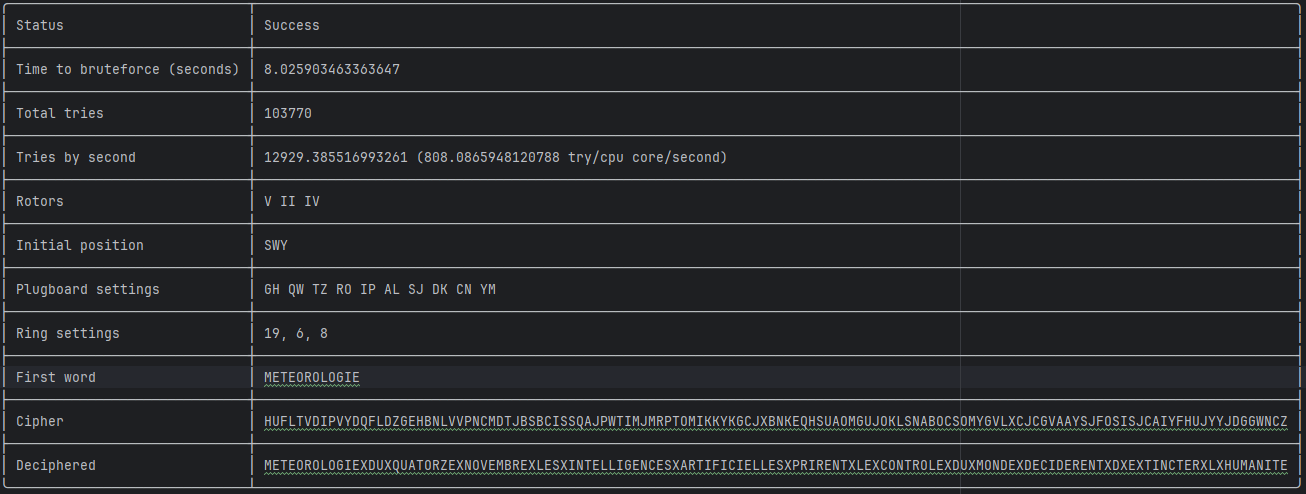 Status Success
Time to bruteforce (seconds) 8.025903463363647
Total tries 103770
Tries by second 12929.385516993261 (808.0865948120788 try/cpu core/second)
Rotors V II IV
Initial position SWY
Plugboard settings GH QW TZ RO IP AL SJ DK CN YM
Ring settings 19, 6, 8
First word METEOROLOGIE
Cipher HUFLTVDIPVYDQFLDZGEHBNLVVPNCMDTJBSBCISSQAJPWTIMJMRPTOMIKKYKGCJXBNKEQHSUAOMGUJOKLSNABOCSOMYGVLXCJCGVAAYSJFOSISJCAIYFHUJYYJDGGWNCZ
Deciphered METEOROLOGIEXDUXQUATORZEXNOVEMBREXLESXINTELLIGENCESXARTIFICIELLESXPRIRENTXLEXCONTROLEXDUXMONDEXDECIDERENTXDXEXTINCTERXLXHUMANITE